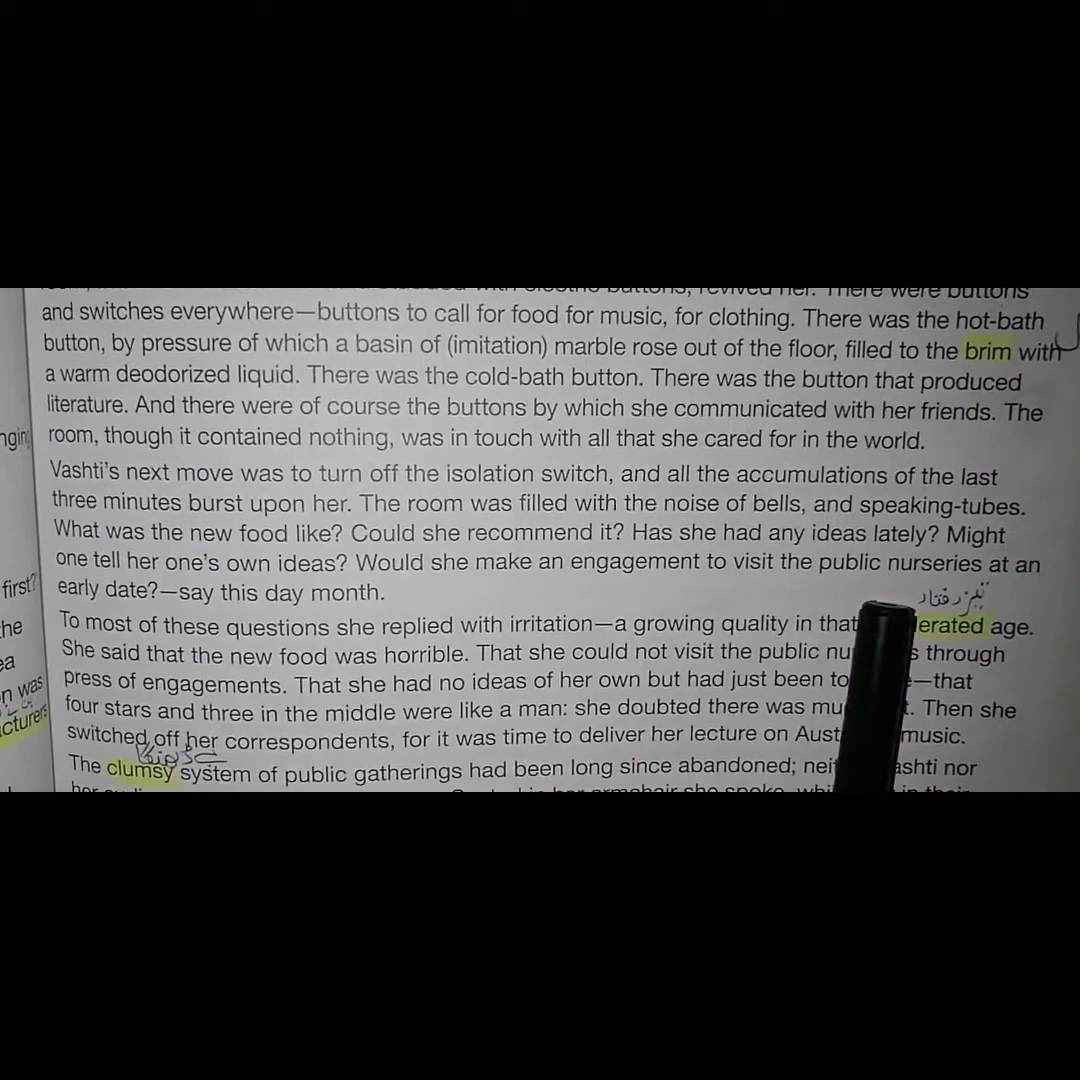 and switches everywhere—buttons to call for food for music, for clothing. There was the hot-bath
button, by pressure of which a basin of (imitation) marble rose out of the floor, filled to the brim with
a warm deodorized liquid. There was the cold-bath button. There was the button that produced
literature. And there were of course the buttons by which she communicated with her friends. The
room, though it contained nothing, was in touch with all that she cared for in the world.
Vashti's next move was to turn off the isolation switch, and all the accumulations of the last
three minutes burst upon her. The room was filled with the noise of bells, and speaking-tubes.
What was the new food like? Could she recommend it? Has she had any ideas lately? Might
one tell her one's own ideas? Would she make an engagement to visit the public nurseries at an
first?
early date?—say this day month.
تیز رفتار
To most of these questions she replied with irritation—a growing quality in that erated age.
She said that the new food was horrible. That she could not visit the public through
press of engagements. That she had no ideas of her own but had just been —that
n was
four stars and three in the middle were like a man: she doubted there was Then she
cturers
switched off her correspondents, for it was time to deliver her lecture on music.
The clumsy system of public gatherings had been long since abandoned; nor